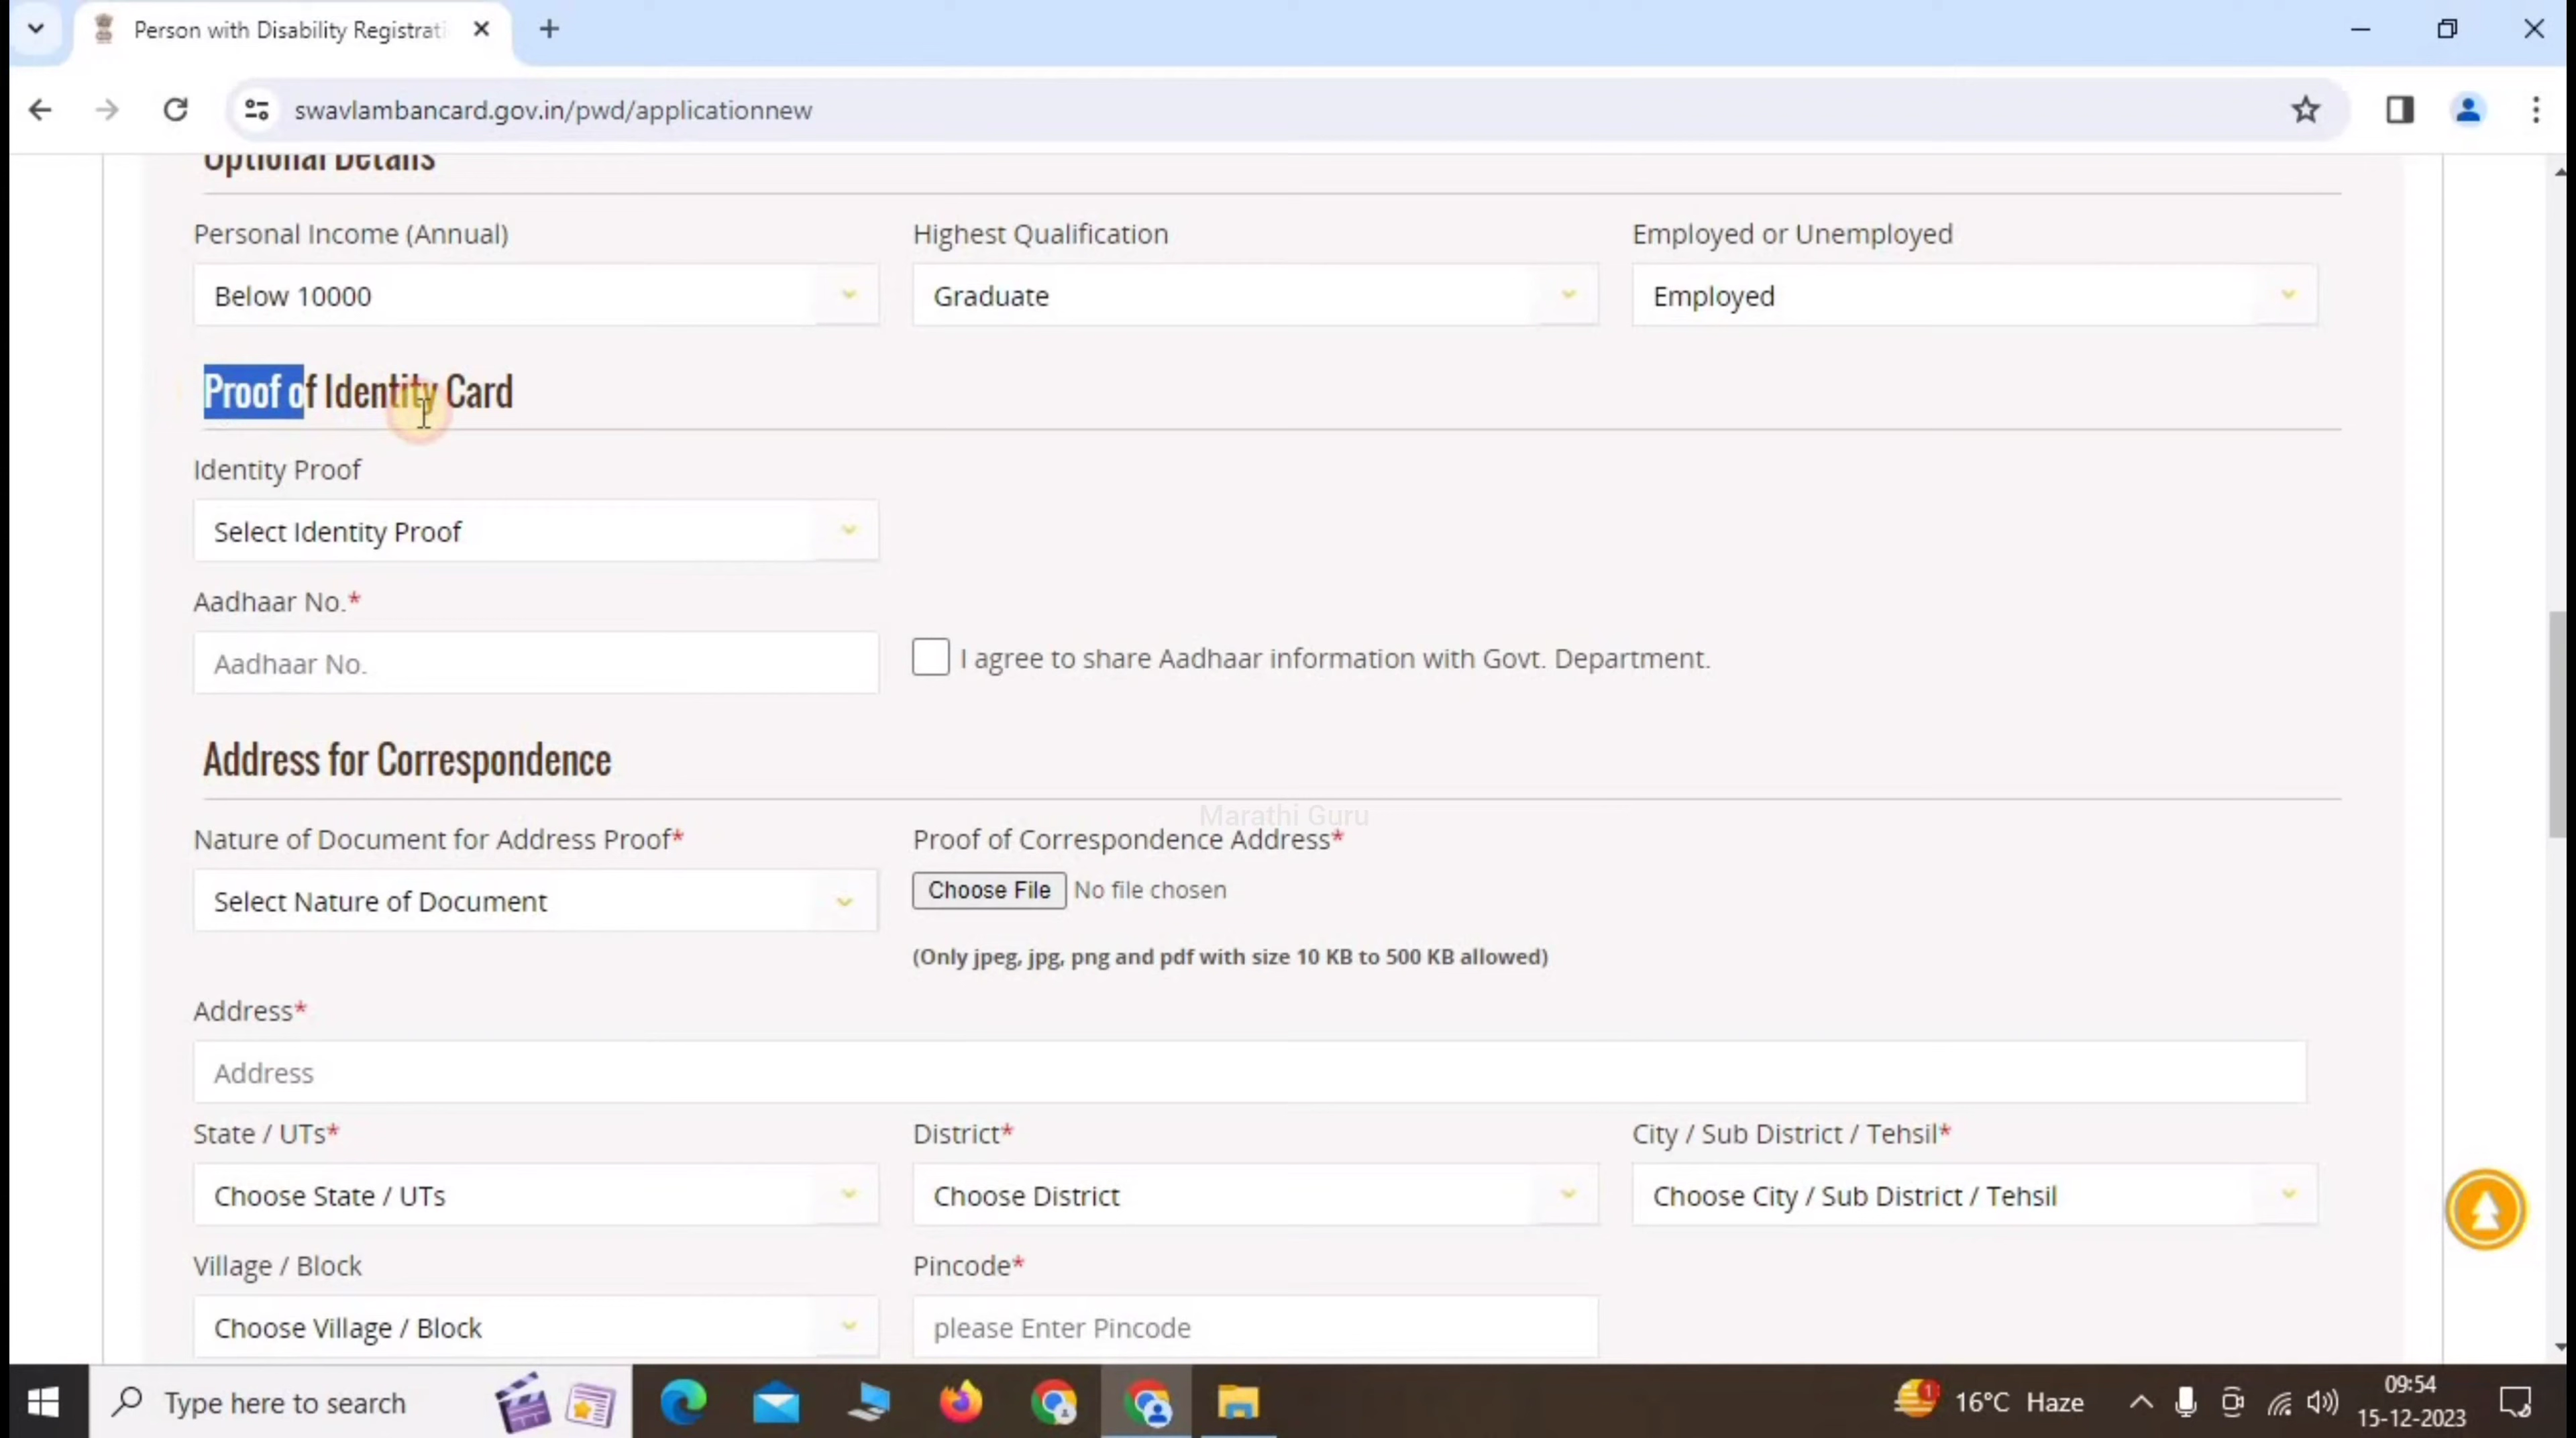 Person with Disability Registrati
swavlambancard.gov.in/pwd/applicationnew
Optional Details
Personal Income (Annual) Highest Qualification Employed or Unemployed
Below 10000 Graduate Employed
Proof of Identity Card
Identity Proof
Select Identity Proof
Aadhaar No.*
Aadhaar No. I agree to share Aadhaar information with Govt. Department.
Address for Correspondence
Marathi Guru
Nature of Document for Address Proof* Proof of Correspondence Address*
Select Nature of Document Choose File No file chosen
(Only jpeg, jpg, png and pdf with size 10 KB to 500 KB allowed)
Address*
Address
State / UTs* District* City / Sub District / Tehsil*
Choose State / UTs Choose District Choose City / Sub District / Tehsil
Village / Block Pincode*
Choose Village / Block please Enter Pincode
Type here to search 1 16°C Haze 09:54
15-12-2023